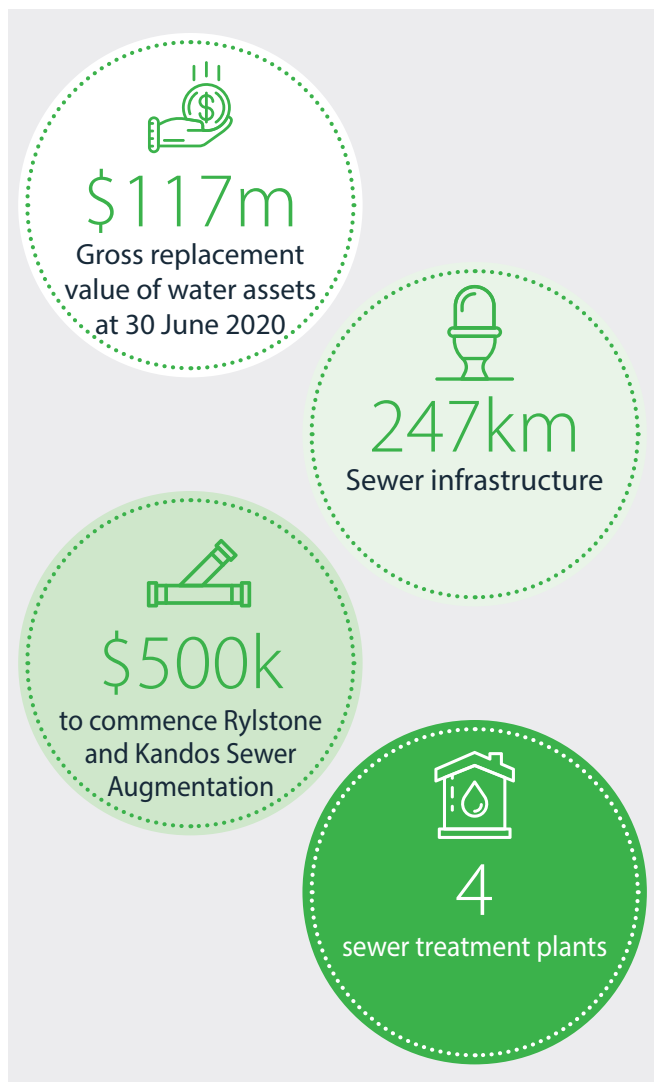 $
$117m
Gross replacement
value of water assets
at 30 June 2020
247km
Sewer infrastructure
$500k
to commence Rylstone
and Kandos Sewer
Augmentation
4
sewer treatment plants